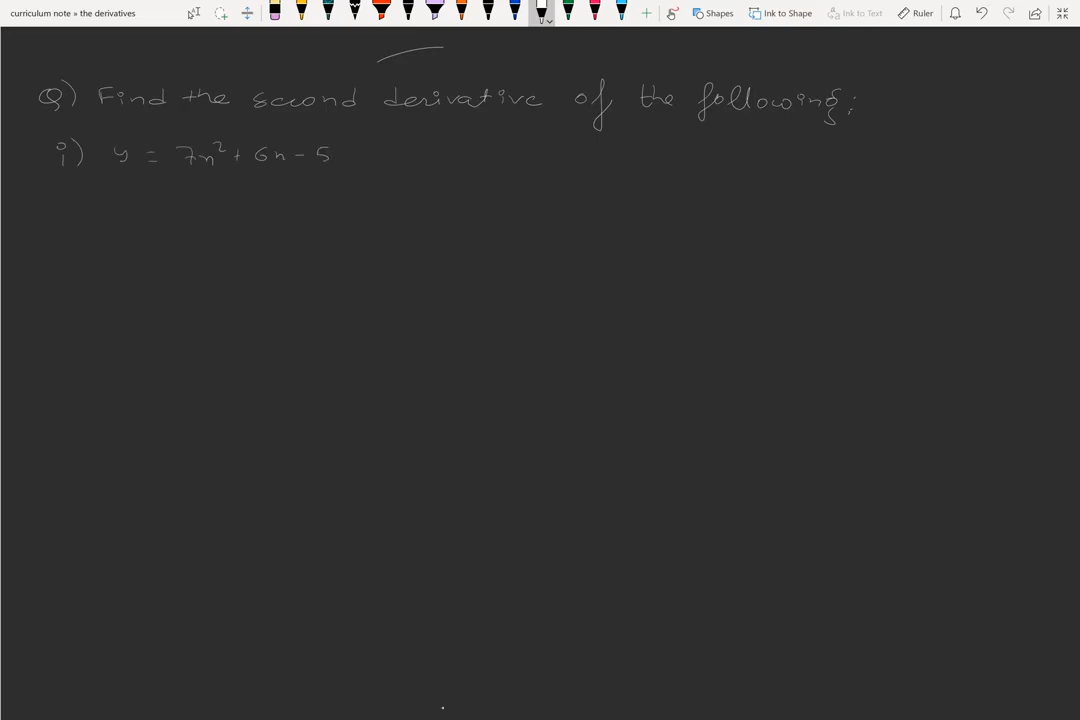 curriculum note » the derivatives
Shapes Ink to Shape Ink to Text Ruler
Q) Find the second derivative of the following;
i) y = 7x² + 6x - 5